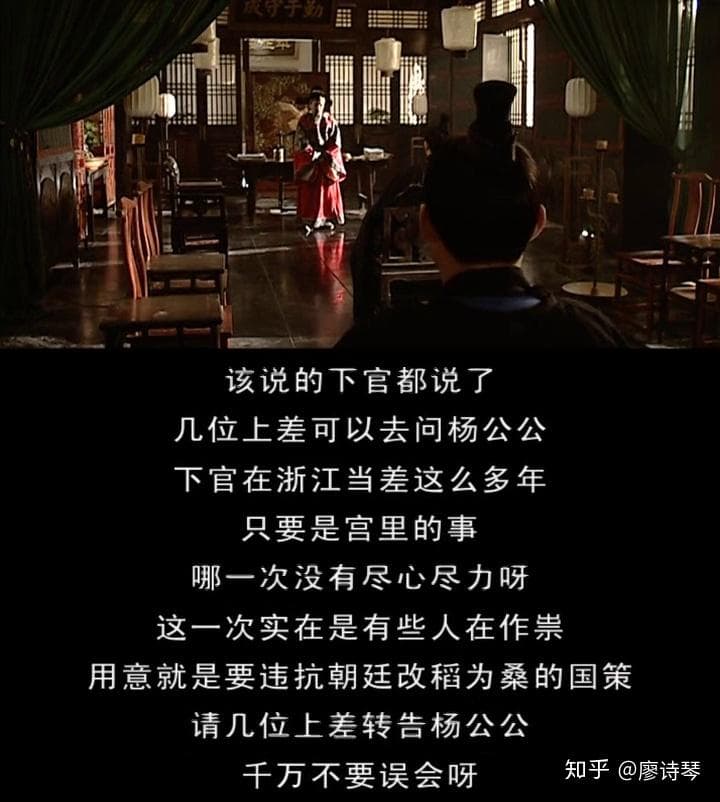 勤于守成
该说的下官都说了
几位上差可以去问杨公公
下官在浙江当差这么多年
只要是宫里的事
哪一次没有尽心尽力呀
这一次实在是有些人在作祟
用意就是要违抗朝廷改稻为桑的国策
请几位上差转告杨公公
千万不要误会呀
知乎 @廖诗琴